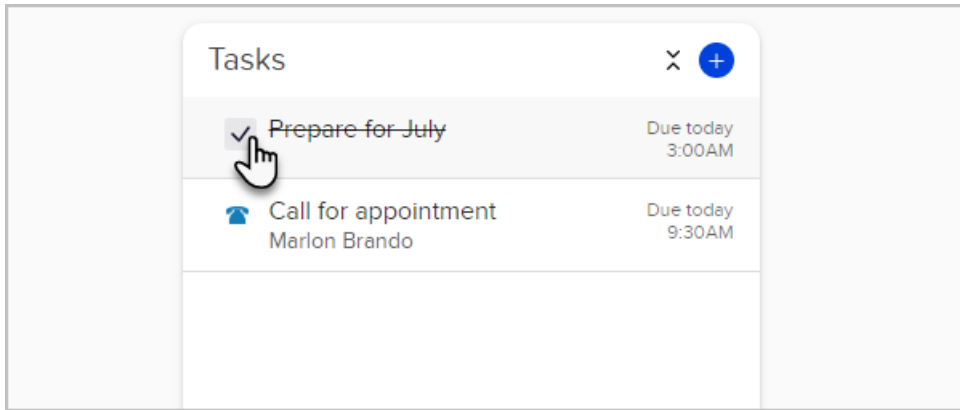 Tasks
Prepare for July
Due today
3:00AM
Call for appointment
Marlon Brando
Due today
9:30AM